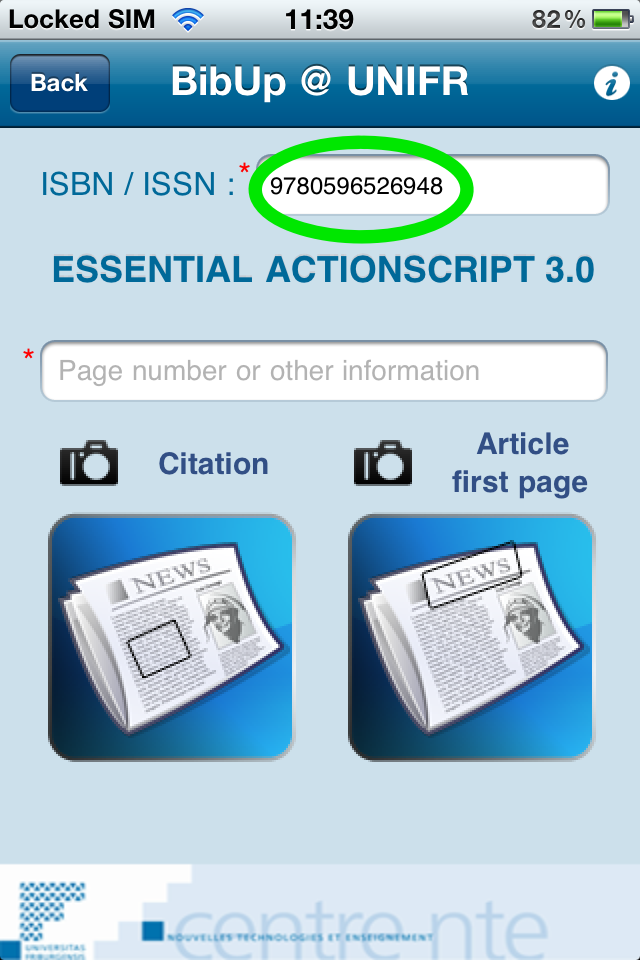 Locked SIM 11:39 82%
Back BibUp @ UNIFR i
ISBN / ISSN : * 9780596526948
ESSENTIAL ACTIONSCRIPT 3.0
* Page number or other information
Citation
Article
first page
NEWS
NEWS
centre nte
NOUVELLES TECHNOLOGIES ET ENSEIGNEMENT
UNIVERSITAS
FRIBURGENSIS